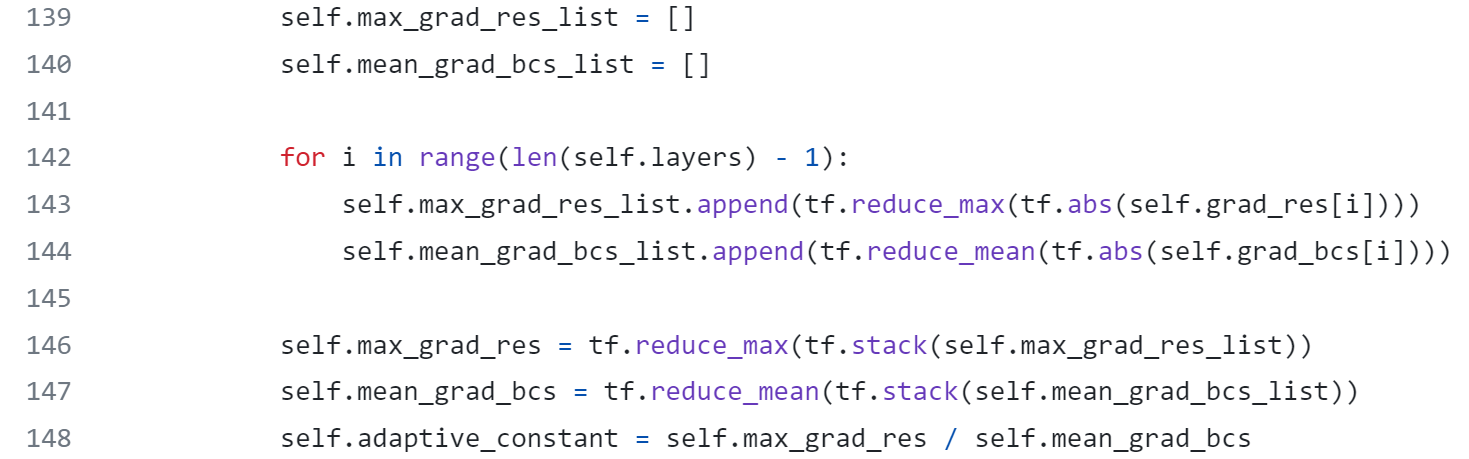 139 self.max_grad_res_list = []
140 self.mean_grad_bcs_list = []
141
142 for i in range(len(self.layers) - 1):
143 self.max_grad_res_list.append(tf.reduce_max(tf.abs(self.grad_res[i])))
144 self.mean_grad_bcs_list.append(tf.reduce_mean(tf.abs(self.grad_bcs[i])))
145
146 self.max_grad_res = tf.reduce_max(tf.stack(self.max_grad_res_list))
147 self.mean_grad_bcs = tf.reduce_mean(tf.stack(self.mean_grad_bcs_list))
148 self.adaptive_constant = self.max_grad_res / self.mean_grad_bcs